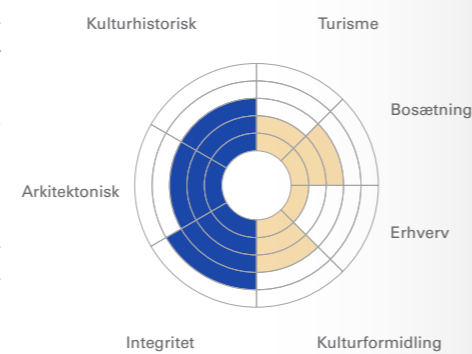 Kulturhistorisk
Turisme
Bosætning
Arkitektonisk
Erhverv
Integritet
Kulturformidling